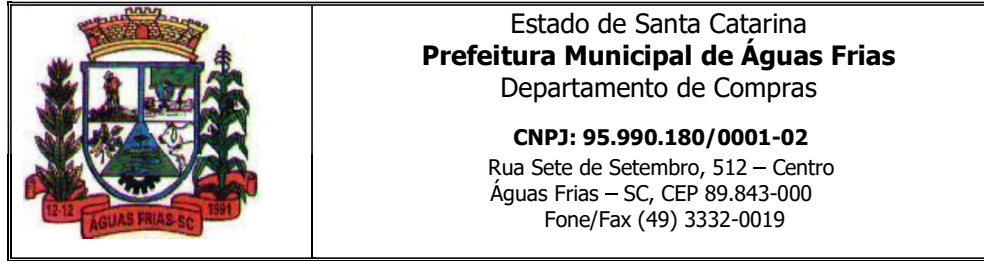 Estado de Santa Catarina
Prefeitura Municipal de Águas Frias
Departamento de Compras
CNPJ: 95.990.180/0001-02
Rua Sete de Setembro, 512 – Centro
Águas Frias – SC, CEP 89.843-000
Fone/Fax (49) 3332-0019
12-12
ÁGUAS FRIAS-SC
1991